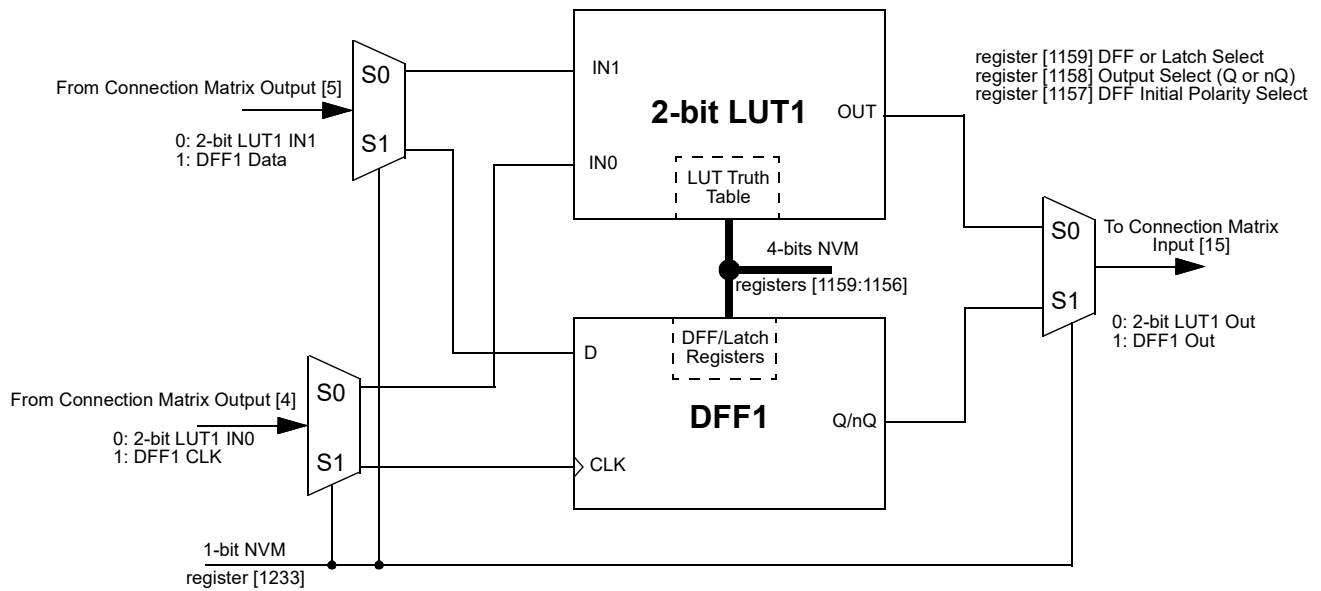 From Connection Matrix Output [5]
0: 2-bit LUT1 IN1
1: DFF1 Data
S0
S1
IN1
IN0
2-bit LUT1
OUT
LUT Truth
Table
register [1159] DFF or Latch Select
register [1158] Output Select (Q or nQ)
register [1157] DFF Initial Polarity Select
4-bits NVM
registers [1159:1156]
S0
S1
To Connection Matrix
Input [15]
0: 2-bit LUT1 Out
1: DFF1 Out
From Connection Matrix Output [4]
0: 2-bit LUT1 IN0
1: DFF1 CLK
S0
S1
D
CLK
DFF/Latch
Registers
DFF1
Q/nQ
1-bit NVM
register [1233]